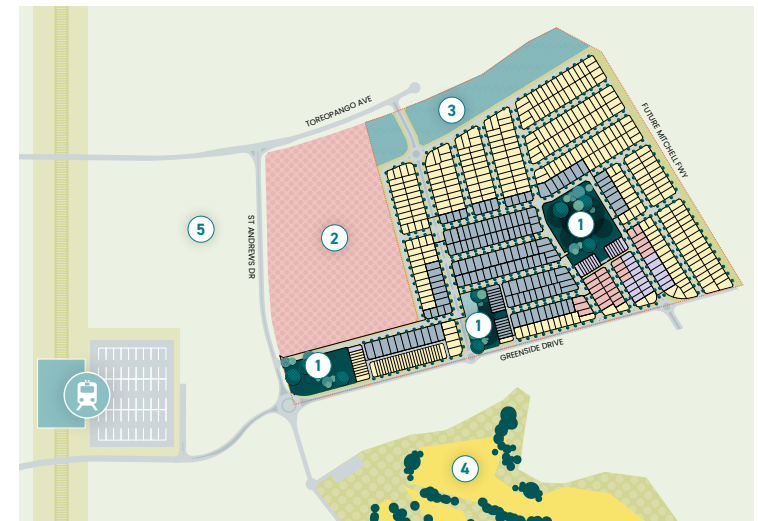 TOREOPANGO AVE
3
FUTURE MITCHELL FWY
ST ANDREWS DR
5
2
1
1
1
GREENSIDE DRIVE
4